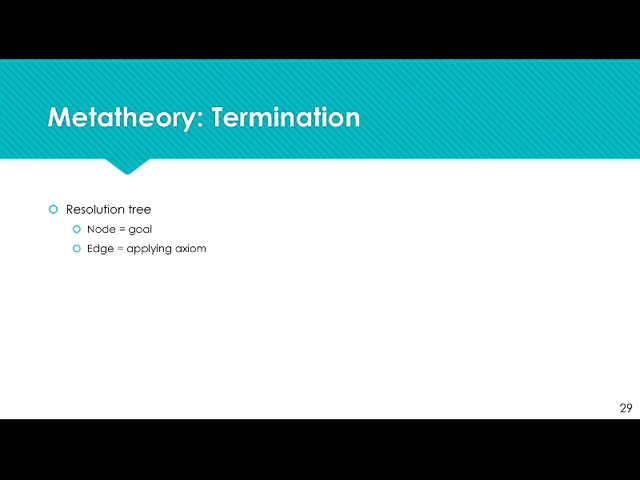 Metatheory: Termination
Resolution tree
Node = goal
Edge = applying axiom
29